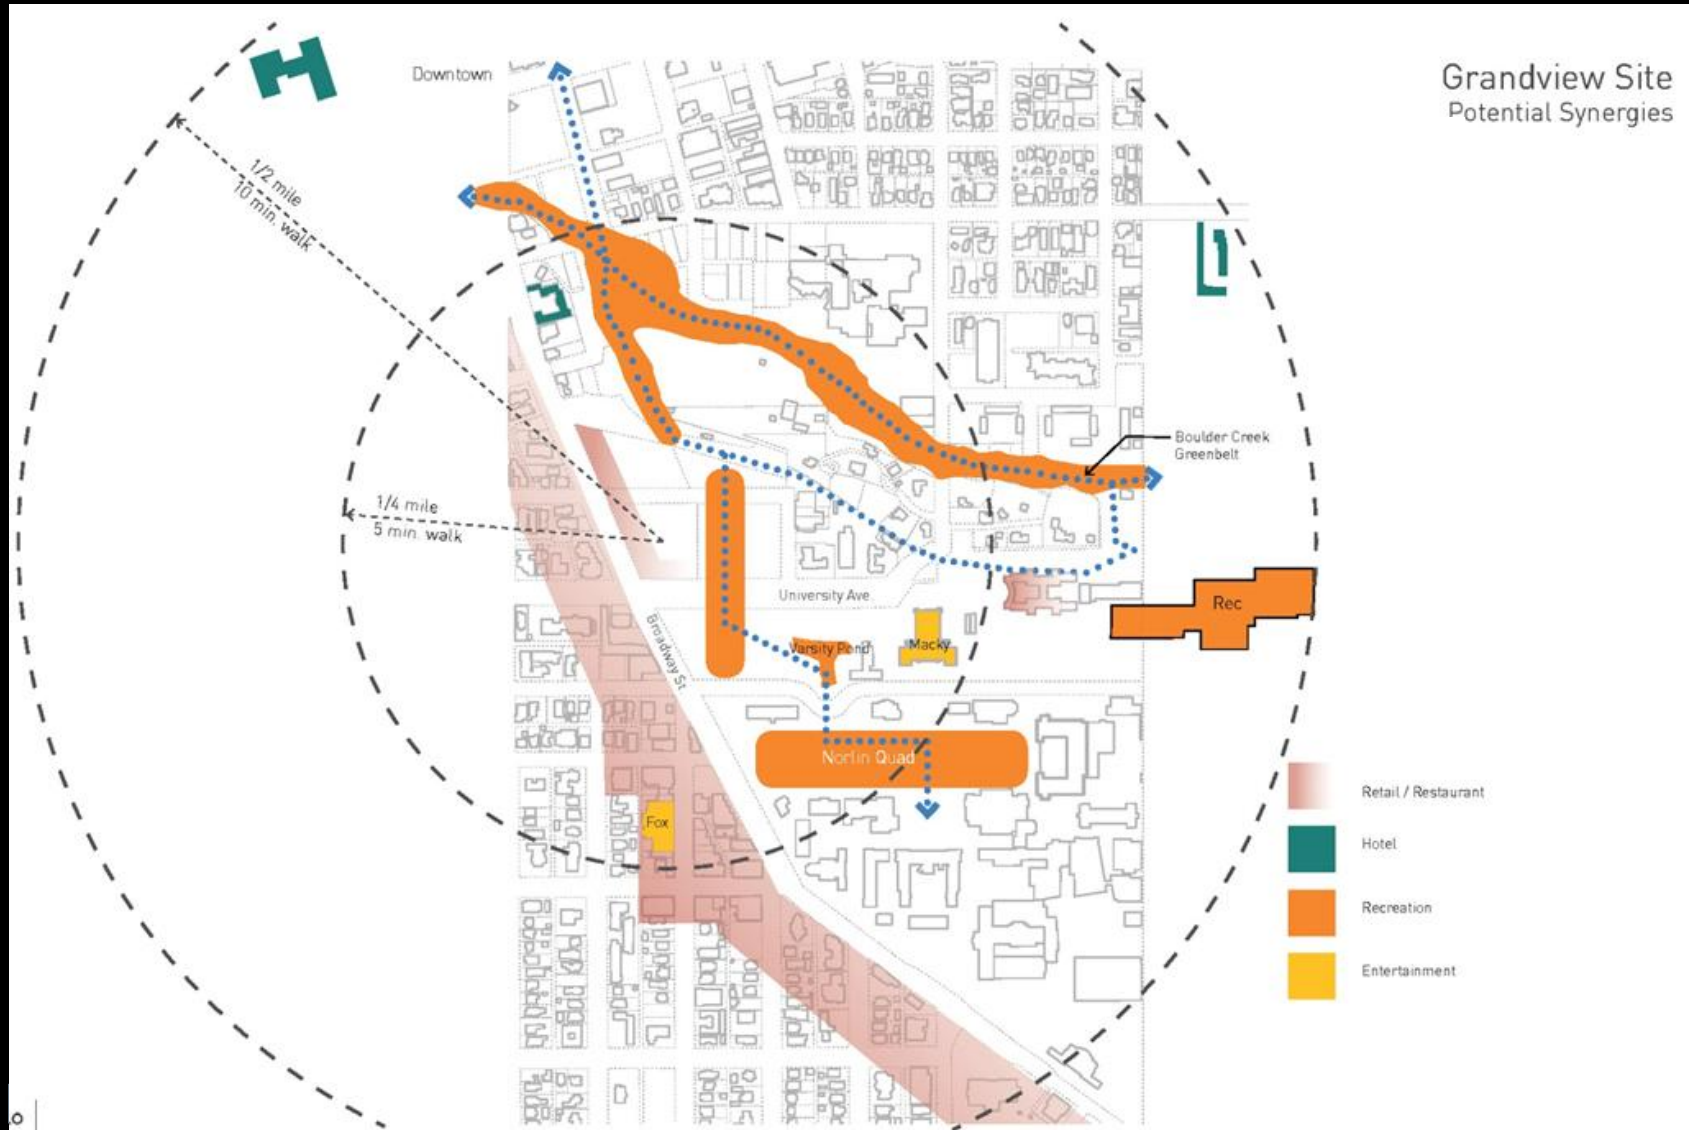 Grandview Site
Potential Synergies
Downtown
1/2 mile
10 min. walk
Boulder Creek
Greenbelt
1/4 mile
5 min. walk
University Ave.
Rec
Broadway St
Varsity Pond
Macky
Norlin Quad
Fox
Retail / Restaurant
Hotel
Recreation
Entertainment